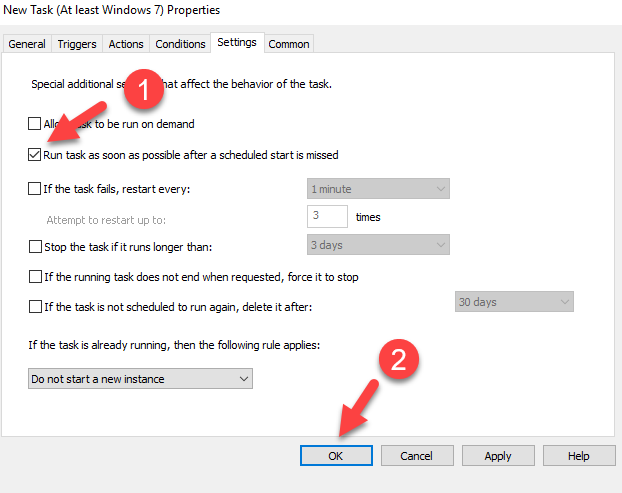 New Task (At least Windows 7) Properties
General Triggers Actions Conditions Settings Common
Special additional se that affect the behavior of the task.
1
Allow task to be run on demand
Run task as soon as possible after a scheduled start is missed
If the task fails, restart every: 1 minute
Attempt to restart up to: 3 times
Stop the task if it runs longer than: 3 days
If the running task does not end when requested, force it to stop
If the task is not scheduled to run again, delete it after: 30 days
If the task is already running, then the following rule applies:
2
Do not start a new instance
OK Cancel Apply Help